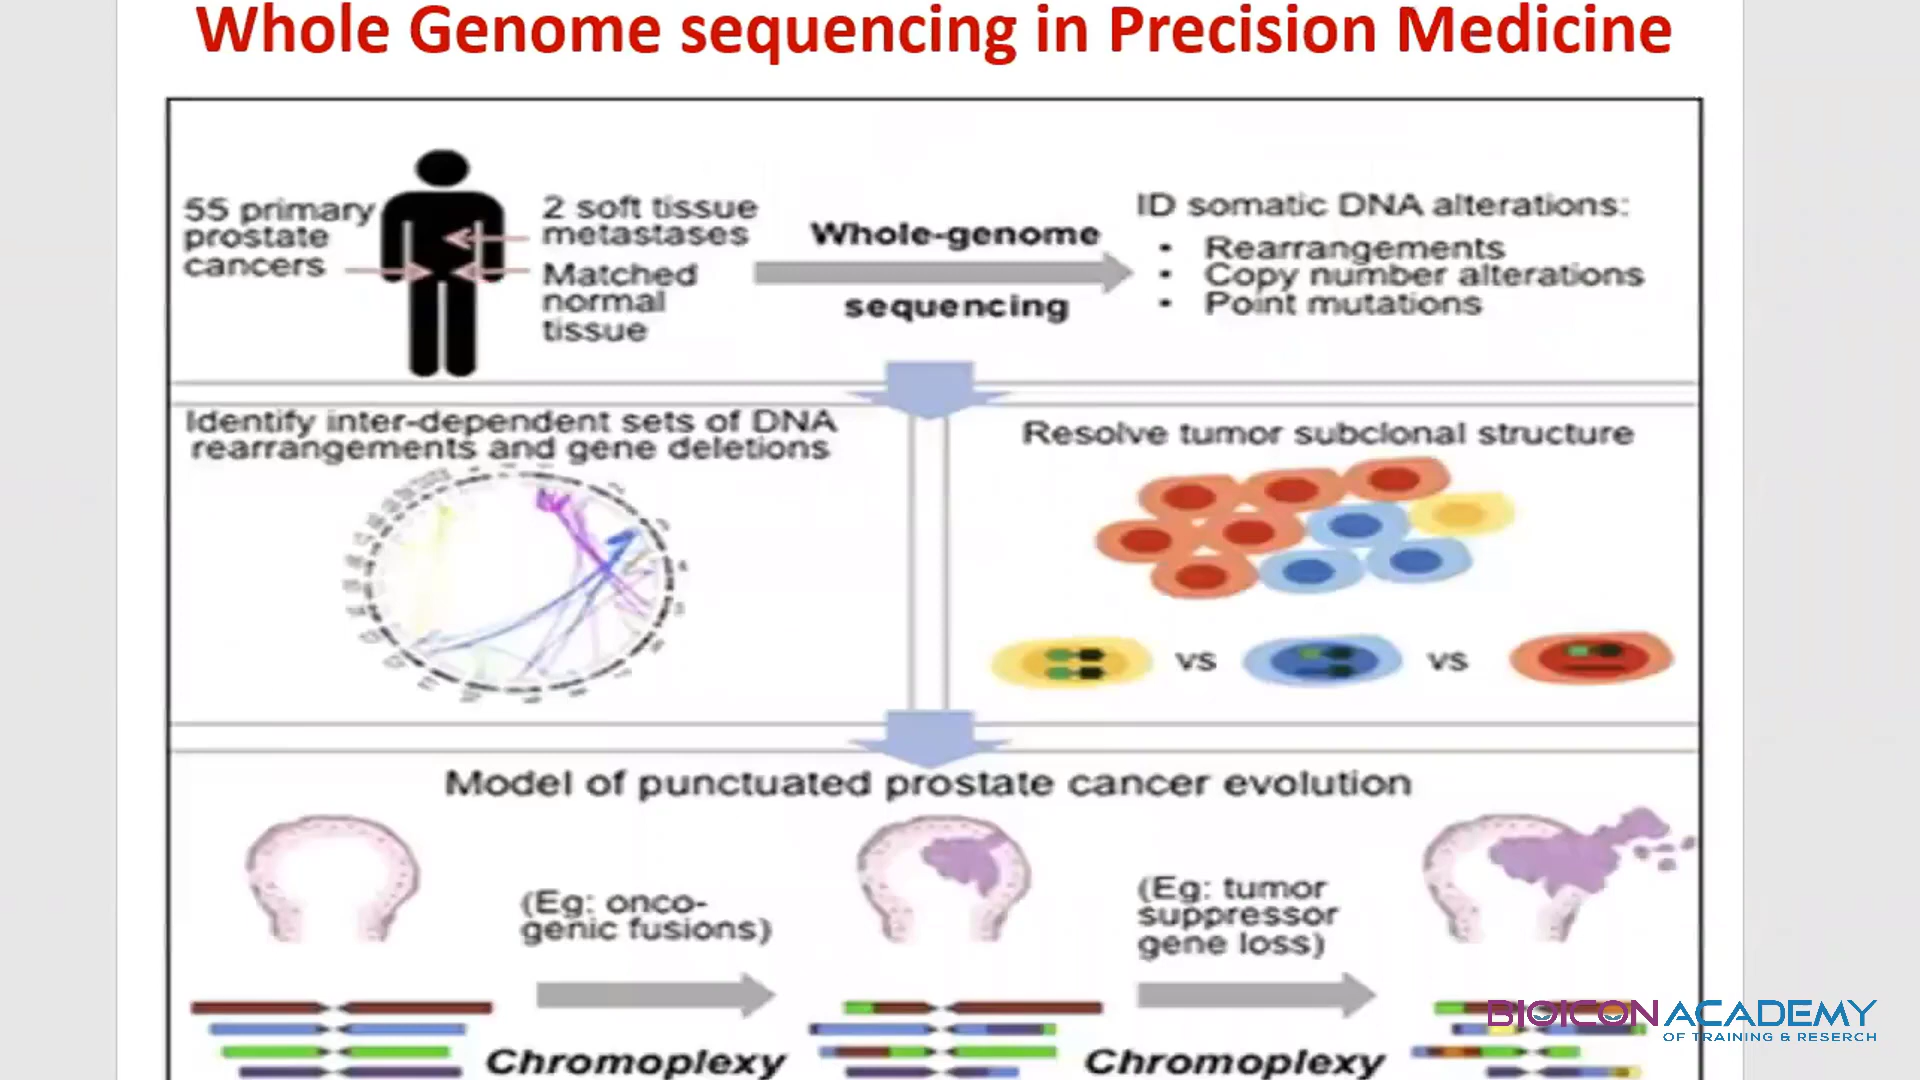 Whole Genome sequencing in Precision Medicine
55 primary
prostate
cancers
2 soft tissue
metastases
Matched
normal
tissue
Whole-genome
sequencing
ID somatic DNA alterations:
• Rearrangements
• Copy number alterations
• Point mutations
Identify inter-dependent sets of DNA
rearrangements and gene deletions
Resolve tumor subclonal structure
vs
vs
Model of punctuated prostate cancer evolution
(Eg: onco-
genic fusions)
(Eg: tumor
suppressor
gene loss)
Chromoplexy
Chromoplexy
BIOICON ACADEMY
OF TRAINING & RESERCH